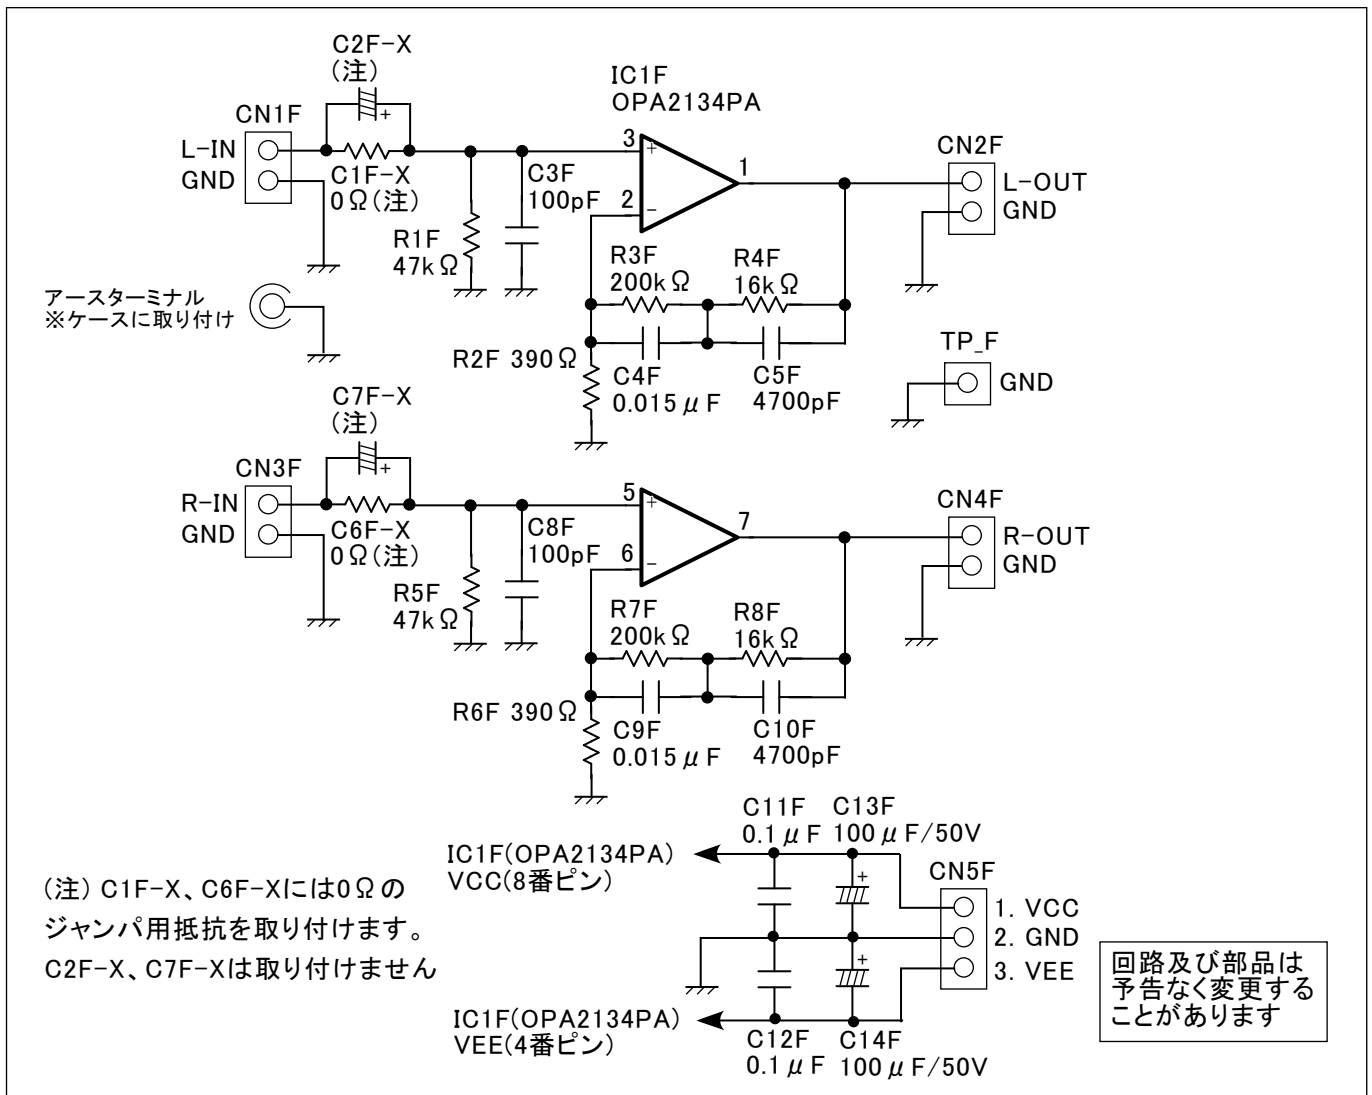 C2F-X
(注)
CN1F
L-IN
GND
C1F-X
0Ω(注)
R1F
47kΩ
C3F
100pF
IC1F
OPA2134PA
3
+
2
−
1
R3F
200kΩ
R4F
16kΩ
R2F 390Ω
C4F
0.015μF
C5F
4700pF
CN2F
L-OUT
GND
TP_F
GND
アースターミナル
※ケースに取り付け
C7F-X
(注)
+
CN3F
R-IN
GND
C6F-X
0Ω(注)
R5F
47kΩ
C8F
100pF
5
+
6
−
7
R7F
200kΩ
R8F
16kΩ
R6F 390Ω
C9F
0.015μF
C10F
4700pF
CN4F
R-OUT
GND
C11F
0.1μF
C13F
100μF/50V
IC1F(OPA2134PA)
VCC(8番ピン)
+
CN5F
1. VCC
2. GND
3. VEE
+
IC1F(OPA2134PA)
VEE(4番ピン)
C12F
0.1μF
C14F
100μF/50V
(注) C1F-X、C6F-Xには0Ωの
ジャンパ用抵抗を取り付けます。
C2F-X、C7F-Xは取り付けません
回路及び部品は
予告なく変更する
ことがあります